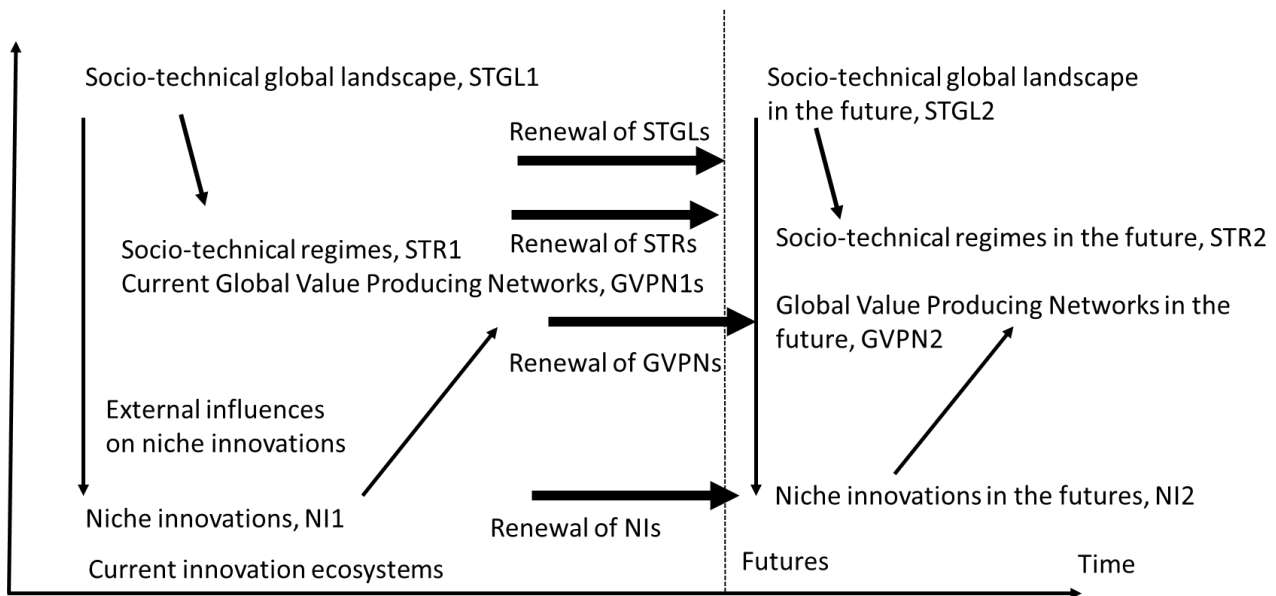 Socio-technical global landscape, STGL1
Socio-technical global landscape
in the future, STGL2
Renewal of STGLs
Renewal of STRs
Socio-technical regimes, STR1
Current Global Value Producing Networks, GVPN1s
Socio-technical regimes in the future, STR2
Global Value Producing Networks in the
future, GVPN2
Renewal of GVPNs
External influences
on niche innovations
Niche innovations, NI1
Renewal of NIs
Niche innovations in the futures, NI2
Current innovation ecosystems
Futures
Time